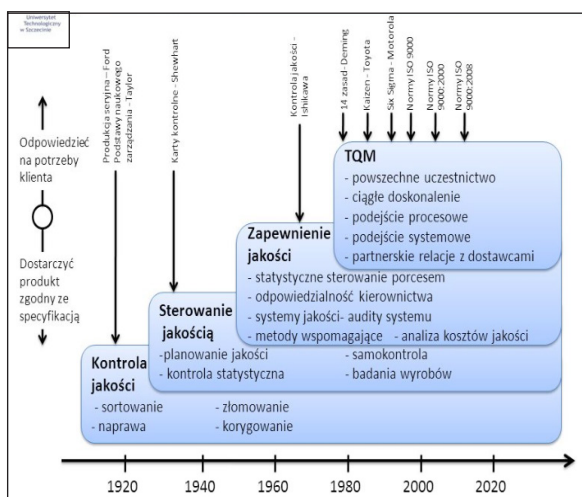 Uniwersytet
Technologiczny
w Szczecinie
Odpowiedzieć
na potrzeby
klienta
Dostarczyć
produkt
zgodny ze
specyfikacją
Produkcja seryjna – Ford
Podstawy naukowego
zarządzania - Taylor
Karty kontrolne - Shewhart
Kontrola jakości -
Ishikawa
14 zasad- Deming
Kaizen - Toyota
Six Sigma - Motorola
Normy ISO 9000
Normy ISO
9000:2000
Normy ISO
9000:2008
TQM
- powszechne uczestnictwo
- ciągłe doskonalenie
- podejście procesowe
- podejście systemowe
- partnerskie relacje z dostawcami
Zapewnienie
jakości
- statystyczne sterowanie porcesem
- odpowiedzialność kierownictwa
- systemy jakości- audity systemu
- metody wspomagające - analiza kosztów jakości
Sterowanie
jakością
-planowanie jakości - samokontrola
- kontrola statystyczna - badania wyrobów
Kontrola
jakości
- sortowanie - złomowanie
- naprawa - korygowanie
1920 1940 1960 1980 2000 2020